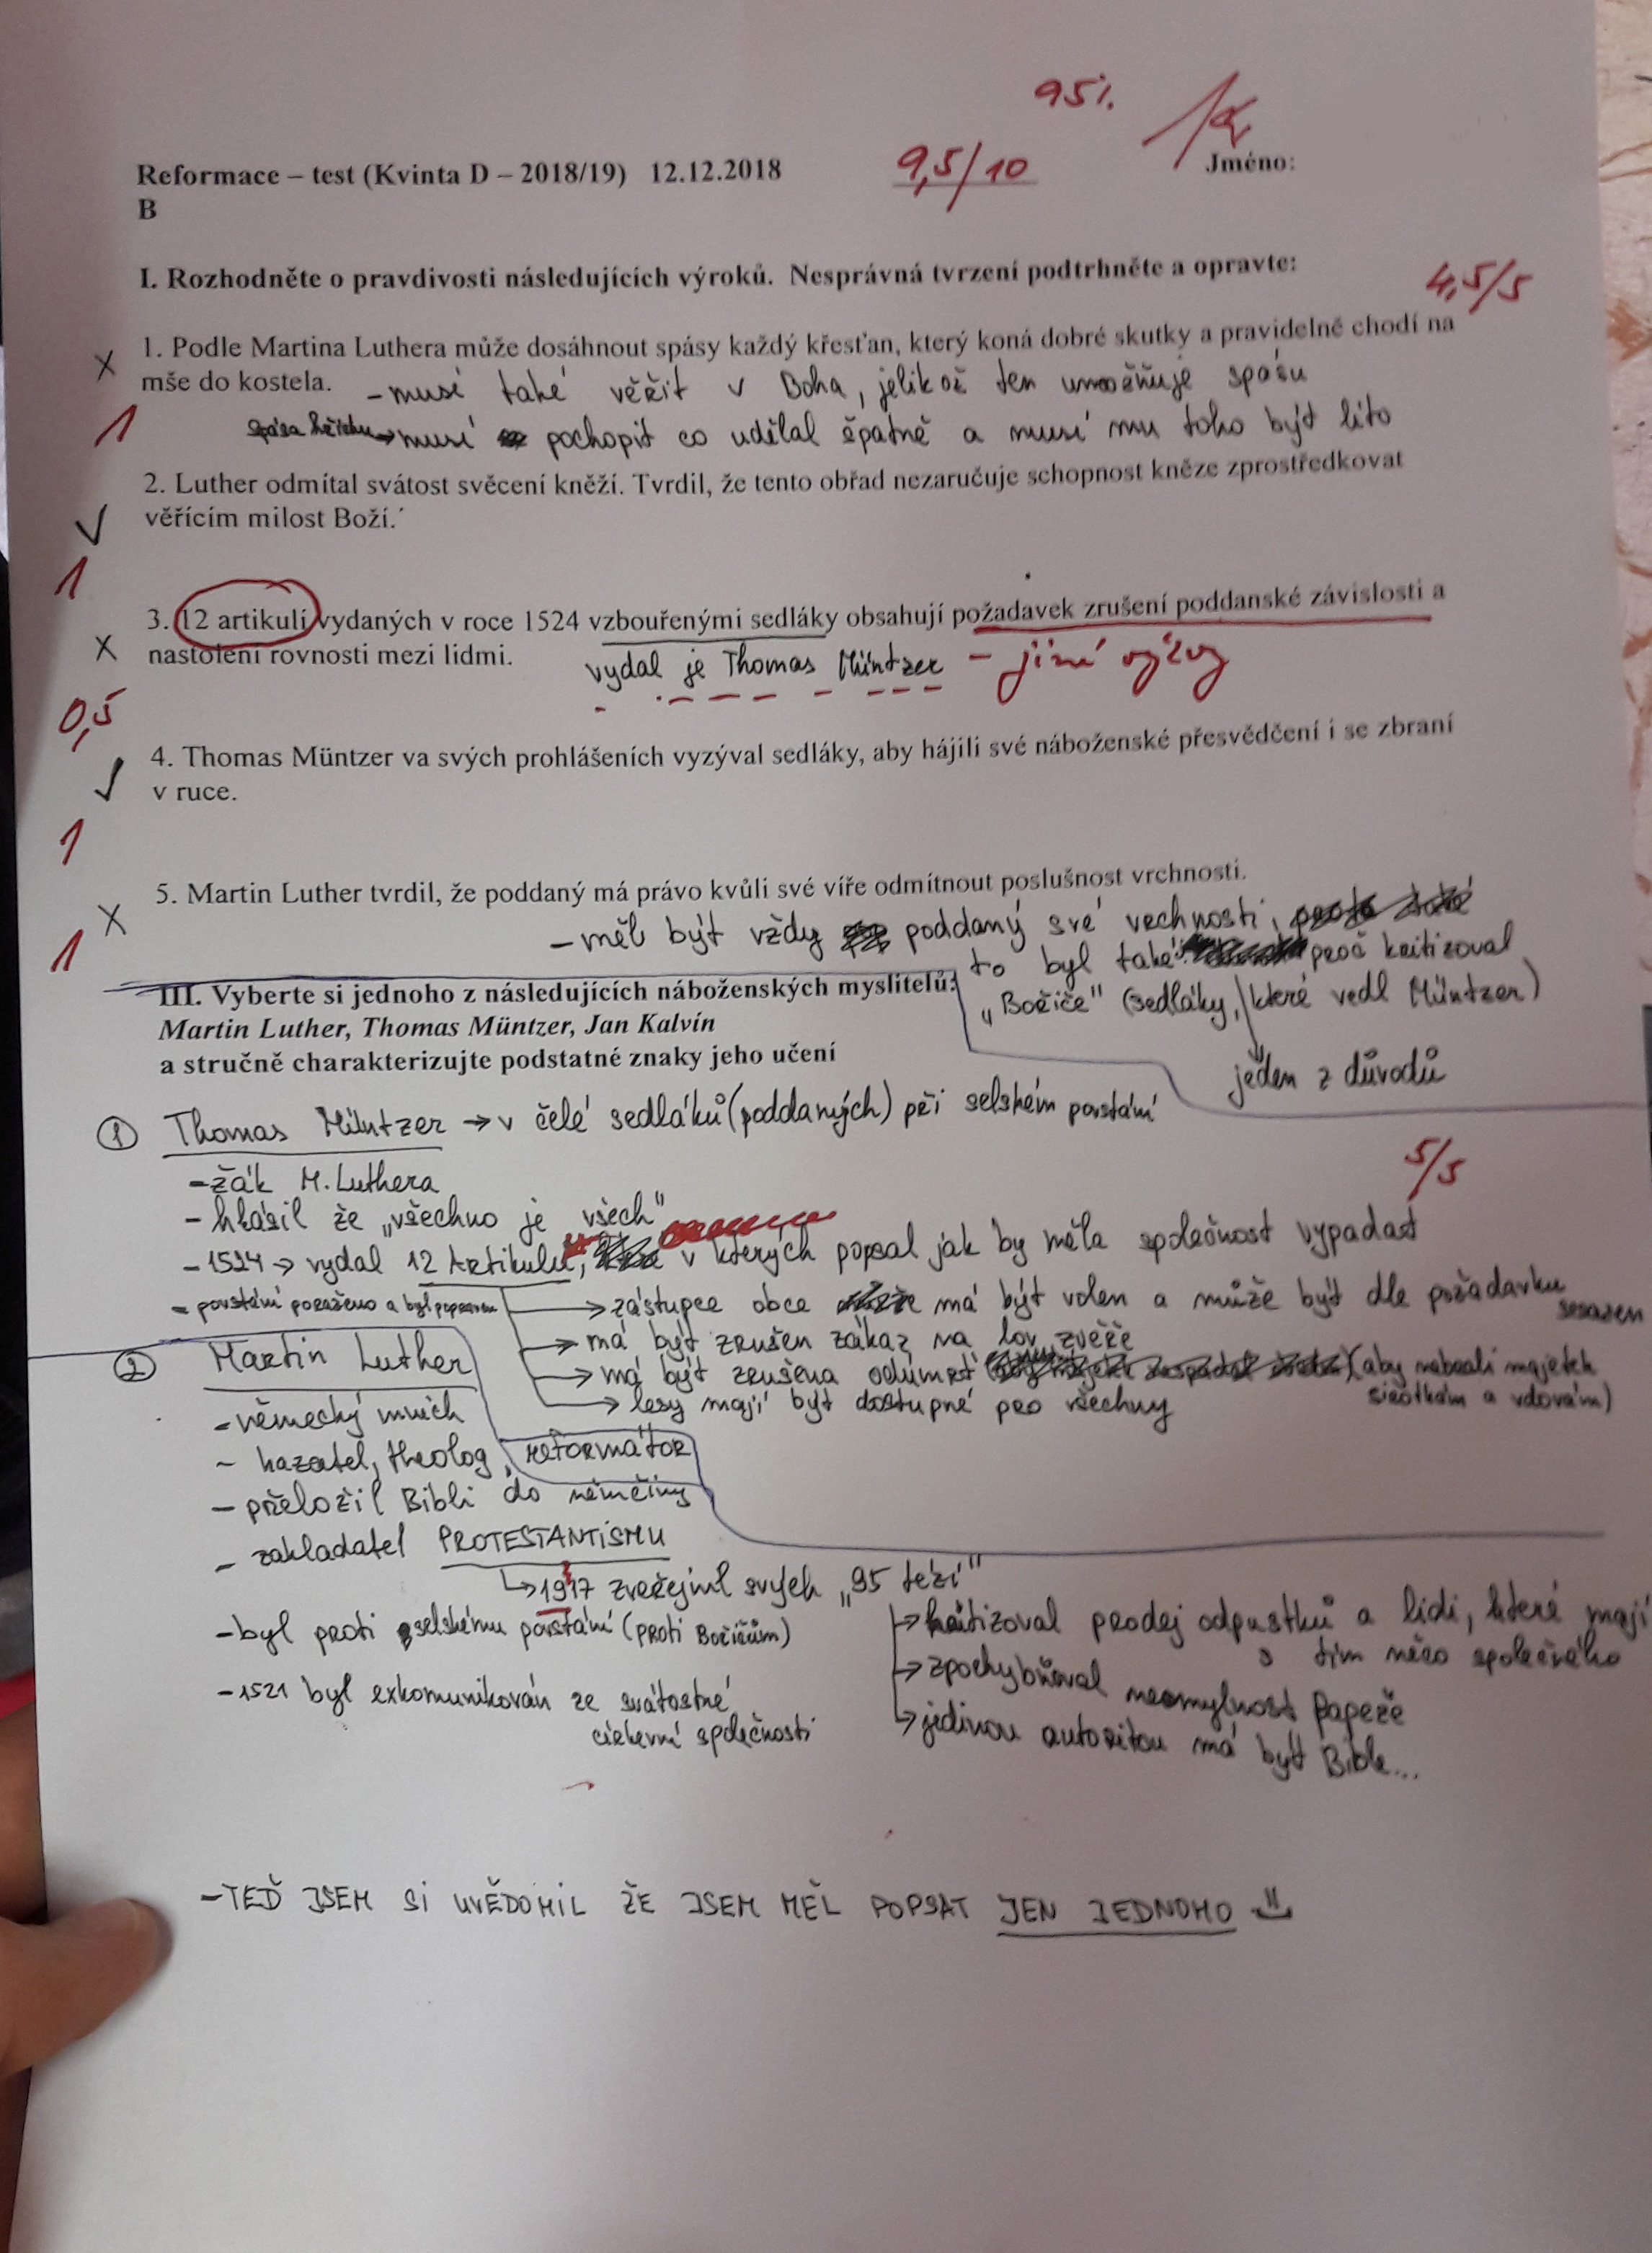 95%
9,5/10
Reformace – test (Kvinta D – 2018/19) 12.12.2018
Jméno:
B
I. Rozhodněte o pravdivosti následujících výroků. Nesprávná tvrzení podtrhněte a opravte:
4,5/5
x 1. Podle Martina Luthera může dosáhnout spásy každý křesťan, který koná dobré skutky a pravidelně chodí na
mše do kostela. - musí také věřit v Boha, jelikož ten umožňuje spásu
1 → musí pochopit co udělal špatně a musí mu toho být líto
2. Luther odmítal svátost svěcení kněží. Tvrdil, že tento obřad nezaručuje schopnost kněze zprostředkovat
✓ věřícím milost Boží.
1
3. 12 artikulí vydaných v roce 1524 vzbouřenými sedláky obsahují požadavek zrušení poddanské závislosti a
x nastolení rovnosti mezi lidmi.
vydal je Thomas Müntzer - jiné výzvy
0,5
4. Thomas Müntzer va svých prohlášeních vyzýval sedláky, aby hájili své náboženské přesvědčení i se zbraní
✓ v ruce.
1
5. Martin Luther tvrdil, že poddaný má právo kvůli své víře odmítnout poslušnost vrchnosti.
x
1 - měl být vždy poddaný své vrchnosti,
to byl také proč kritizoval
„Bořiče" (sedláky, které vedl Müntzer)
jeden z důvodů
III. Vyberte si jednoho z následujících náboženských myslitelů:
Martin Luther, Thomas Müntzer, Jan Kalvín
a stručně charakterizujte podstatné znaky jeho učení
① Thomas Müntzer → v čelé sedláků (poddaných) při selském povstání
5/5
- žák M. Luthera
- hlásil že „všechno je všech"
- 1524 → vydal 12 Artikulu, v kterých popsal jak by měla společnost vypadast
- povstání poraženo a byl popraven
→ zástupce obce má být volen a může být dle požadavku sesazen
→ má být zrušen zákaz na lov zvěře
→ má být zrušena odúmrť (aby nebrali majetek
sirotkám a vdovám)
→ lesy mají být dostupné pro všechny
② Martin Luther
- německý mnich
- kazatel, theolog, reformátor
- přeložil Bibli do němčiny
- zakladatel PROTESTANTISMU
↳ 1917 zveřejnil svých „95 tezí"
→ kritizoval prodej odpustků a lidi, které mají
s tím něco společného
→ zpochybňoval neomylnost papeže
→ jedinou autoritou má být Bible...
- byl proti selskému povstání (proti Bořičům)
- 1521 byl exkomunikován ze svátostné
církevní společnosti
- TEĎ JSEM SI UVĚDOMIL ŽE JSEM MĚL POPSAT JEN JEDNOHO